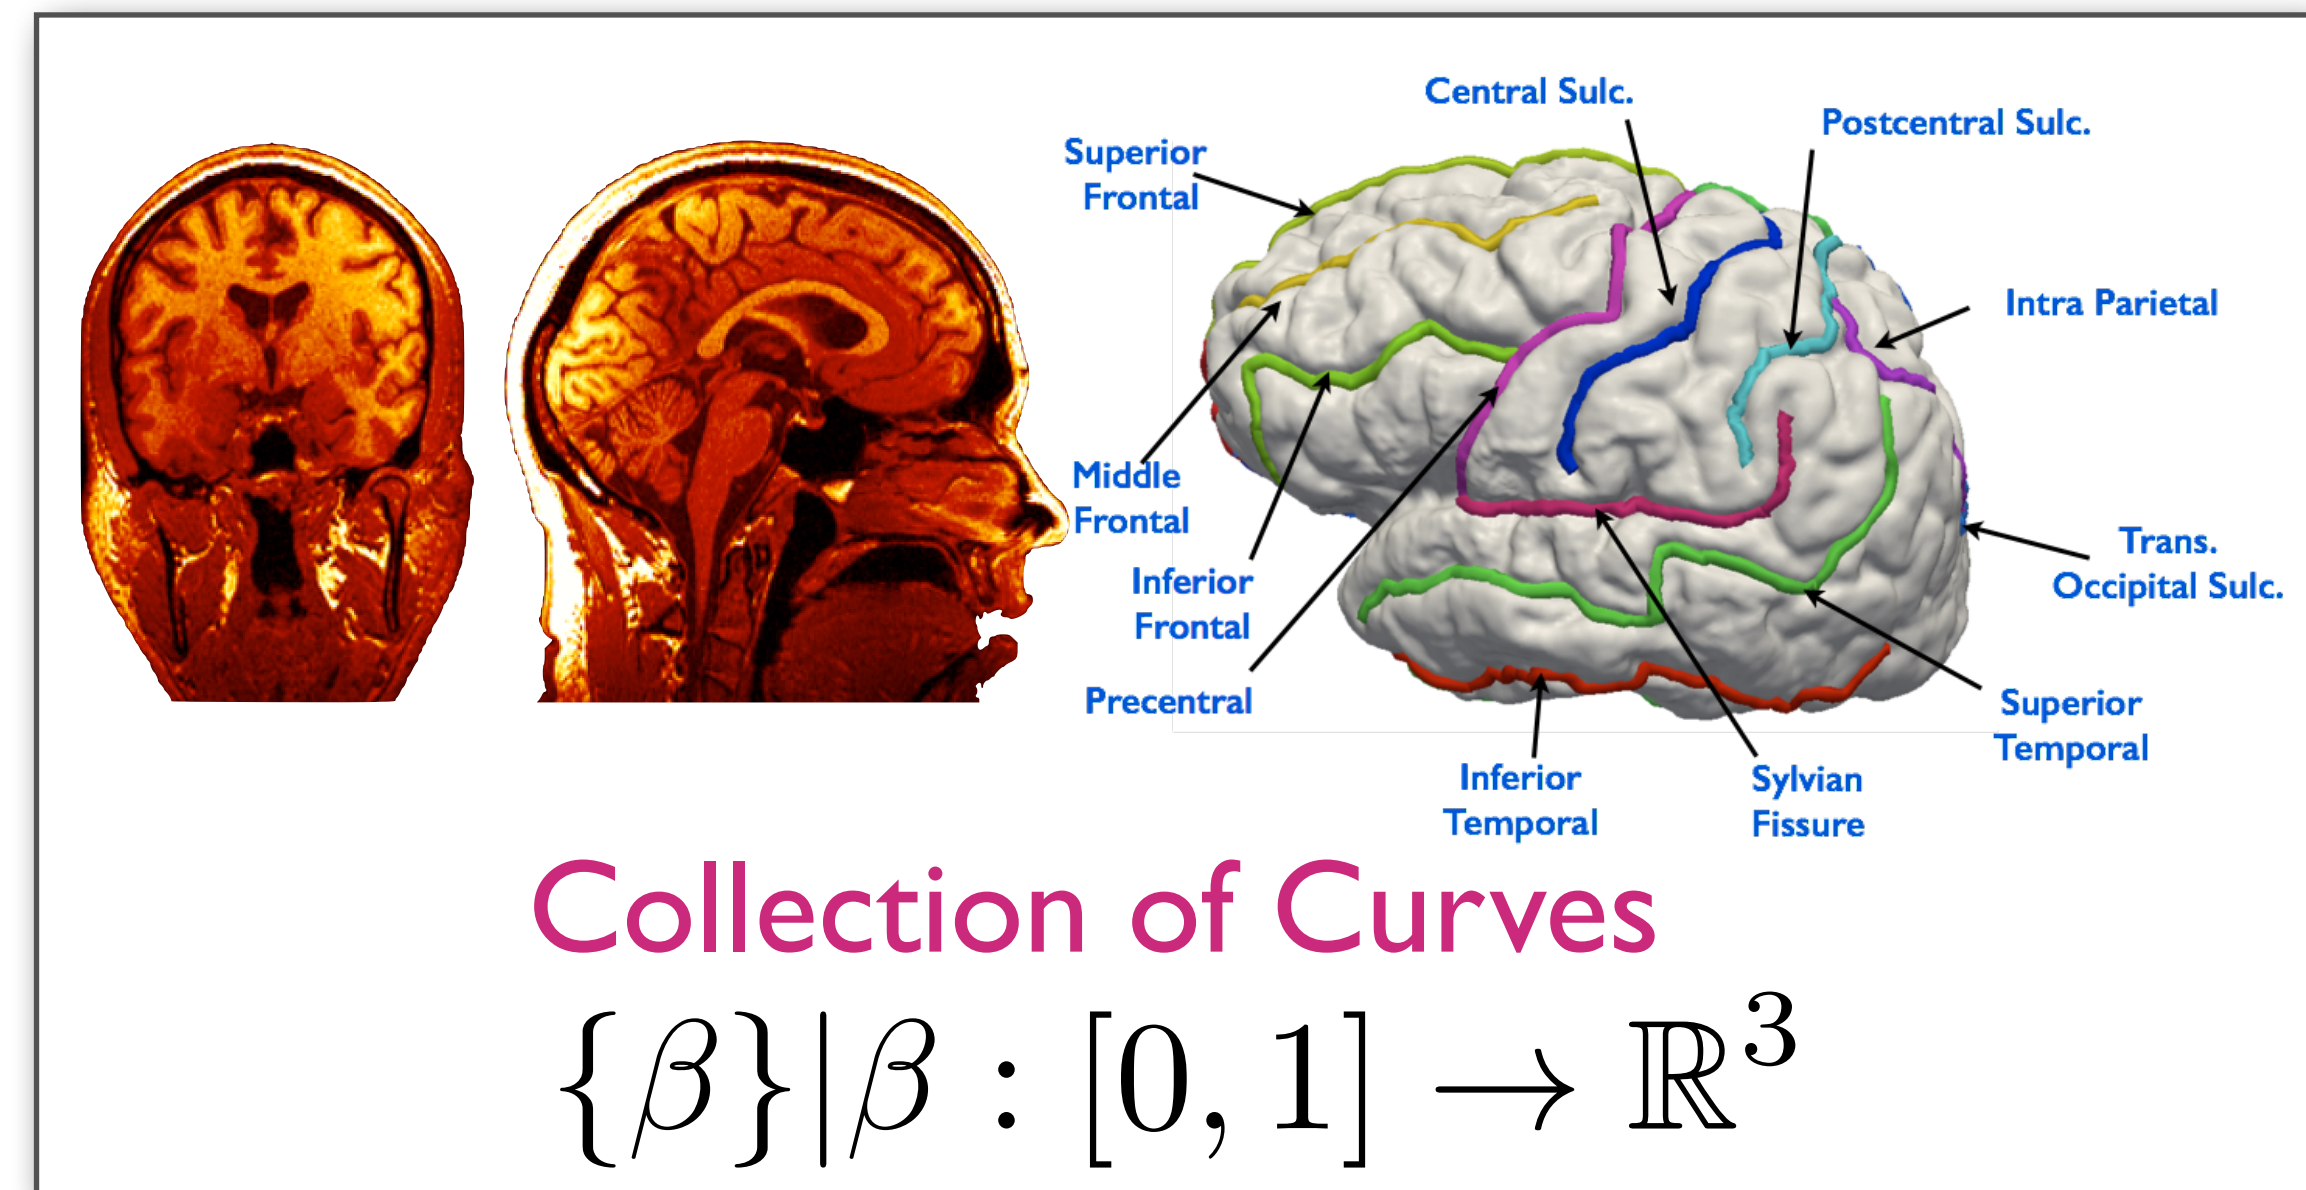 Central Sulc.
Postcentral Sulc.
Superior
Frontal
Intra Parietal
Middle
Frontal
Trans.
Occipital Sulc.
Inferior
Frontal
Precentral
Superior
Temporal
Inferior
Temporal
Sylvian
Fissure
Collection of Curves
{β}|β : [0, 1] → ℝ³